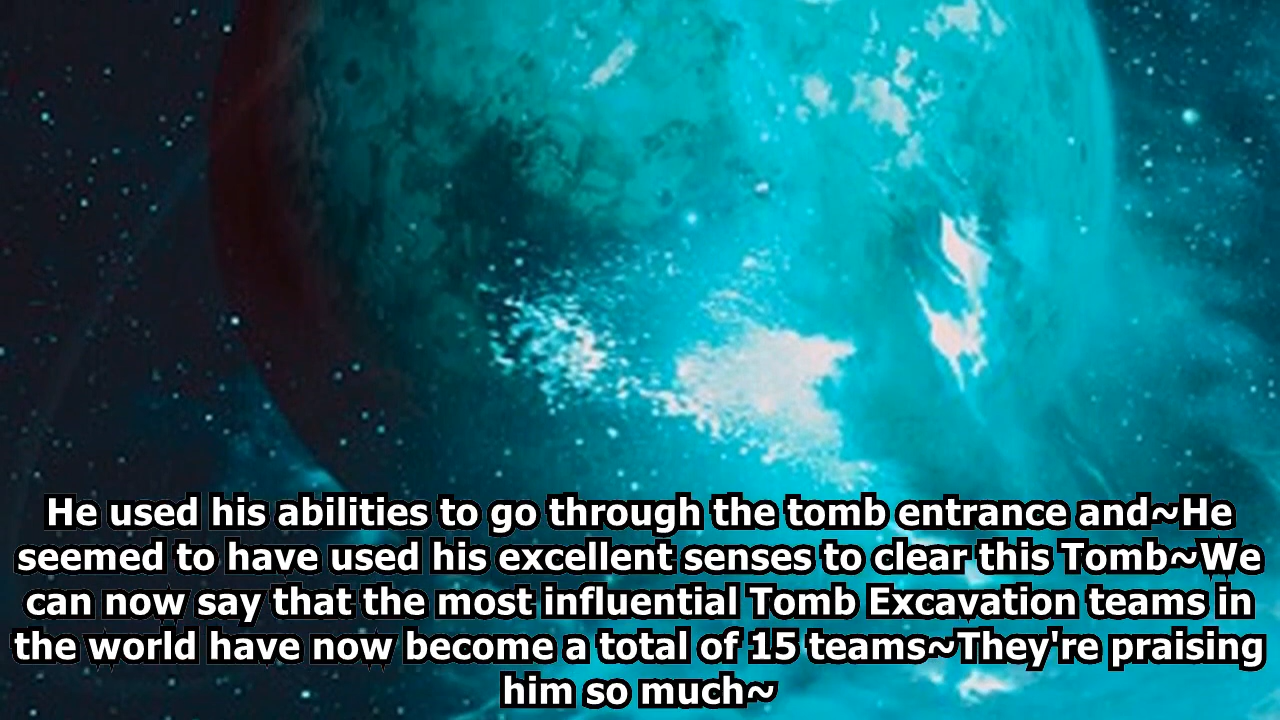 He used his abilities to go through the tomb entrance and~He
seemed to have used his excellent senses to clear this Tomb~We
can now say that the most influential Tomb Excavation teams in
the world have now become a total of 15 teams~They're praising
him so much~